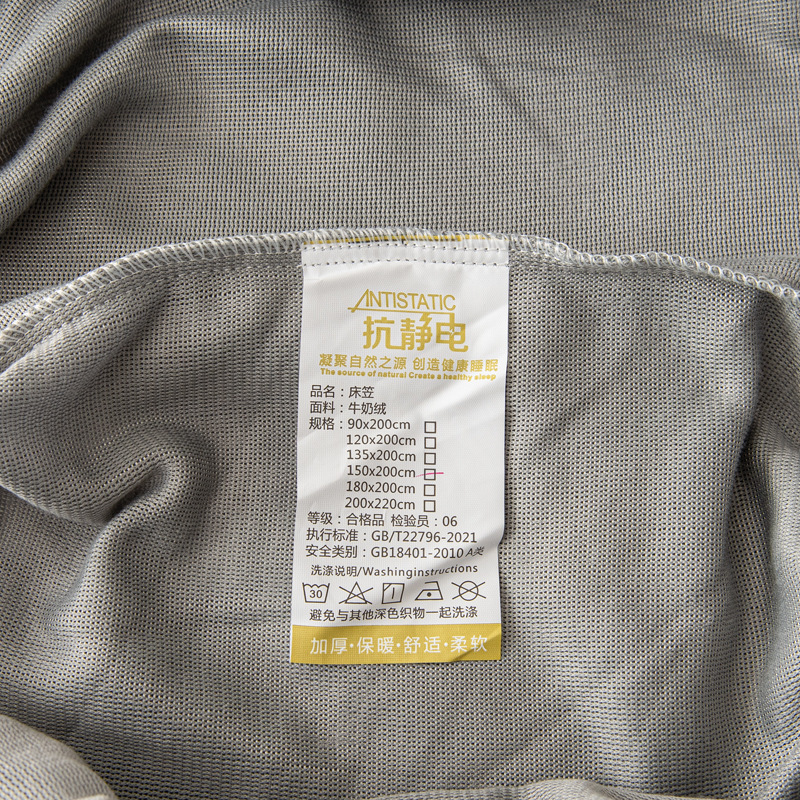 ANTISTATIC
抗静电
凝聚自然之源 创造健康睡眠
The source of natural Create a healthy sleep
品名：床笠
面料：牛奶绒
规格：90x200cm
120x200cm
135x200cm
150x200cm
180x200cm
200x220cm
等级：合格品 检验员：06
执行标准：GB/T22796-2021
安全类别：GB18401-2010 A类
洗涤说明/Washinginstructions
30
避免与其他深色织物一起洗涤
加厚·保暖·舒适·柔软